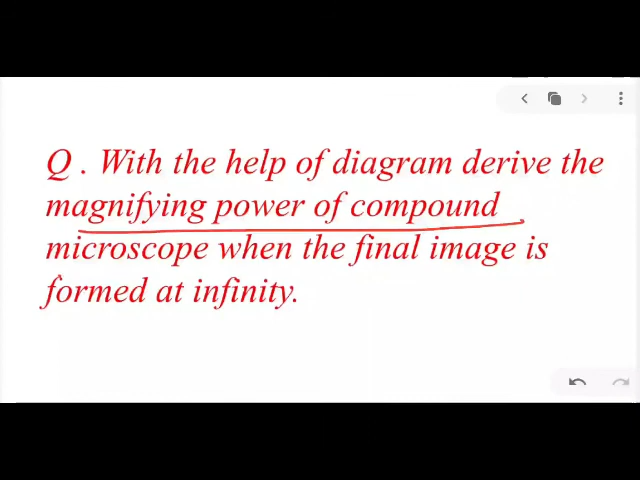 Q . With the help of diagram derive the
magnifying power of compound
microscope when the final image is
formed at infinity.